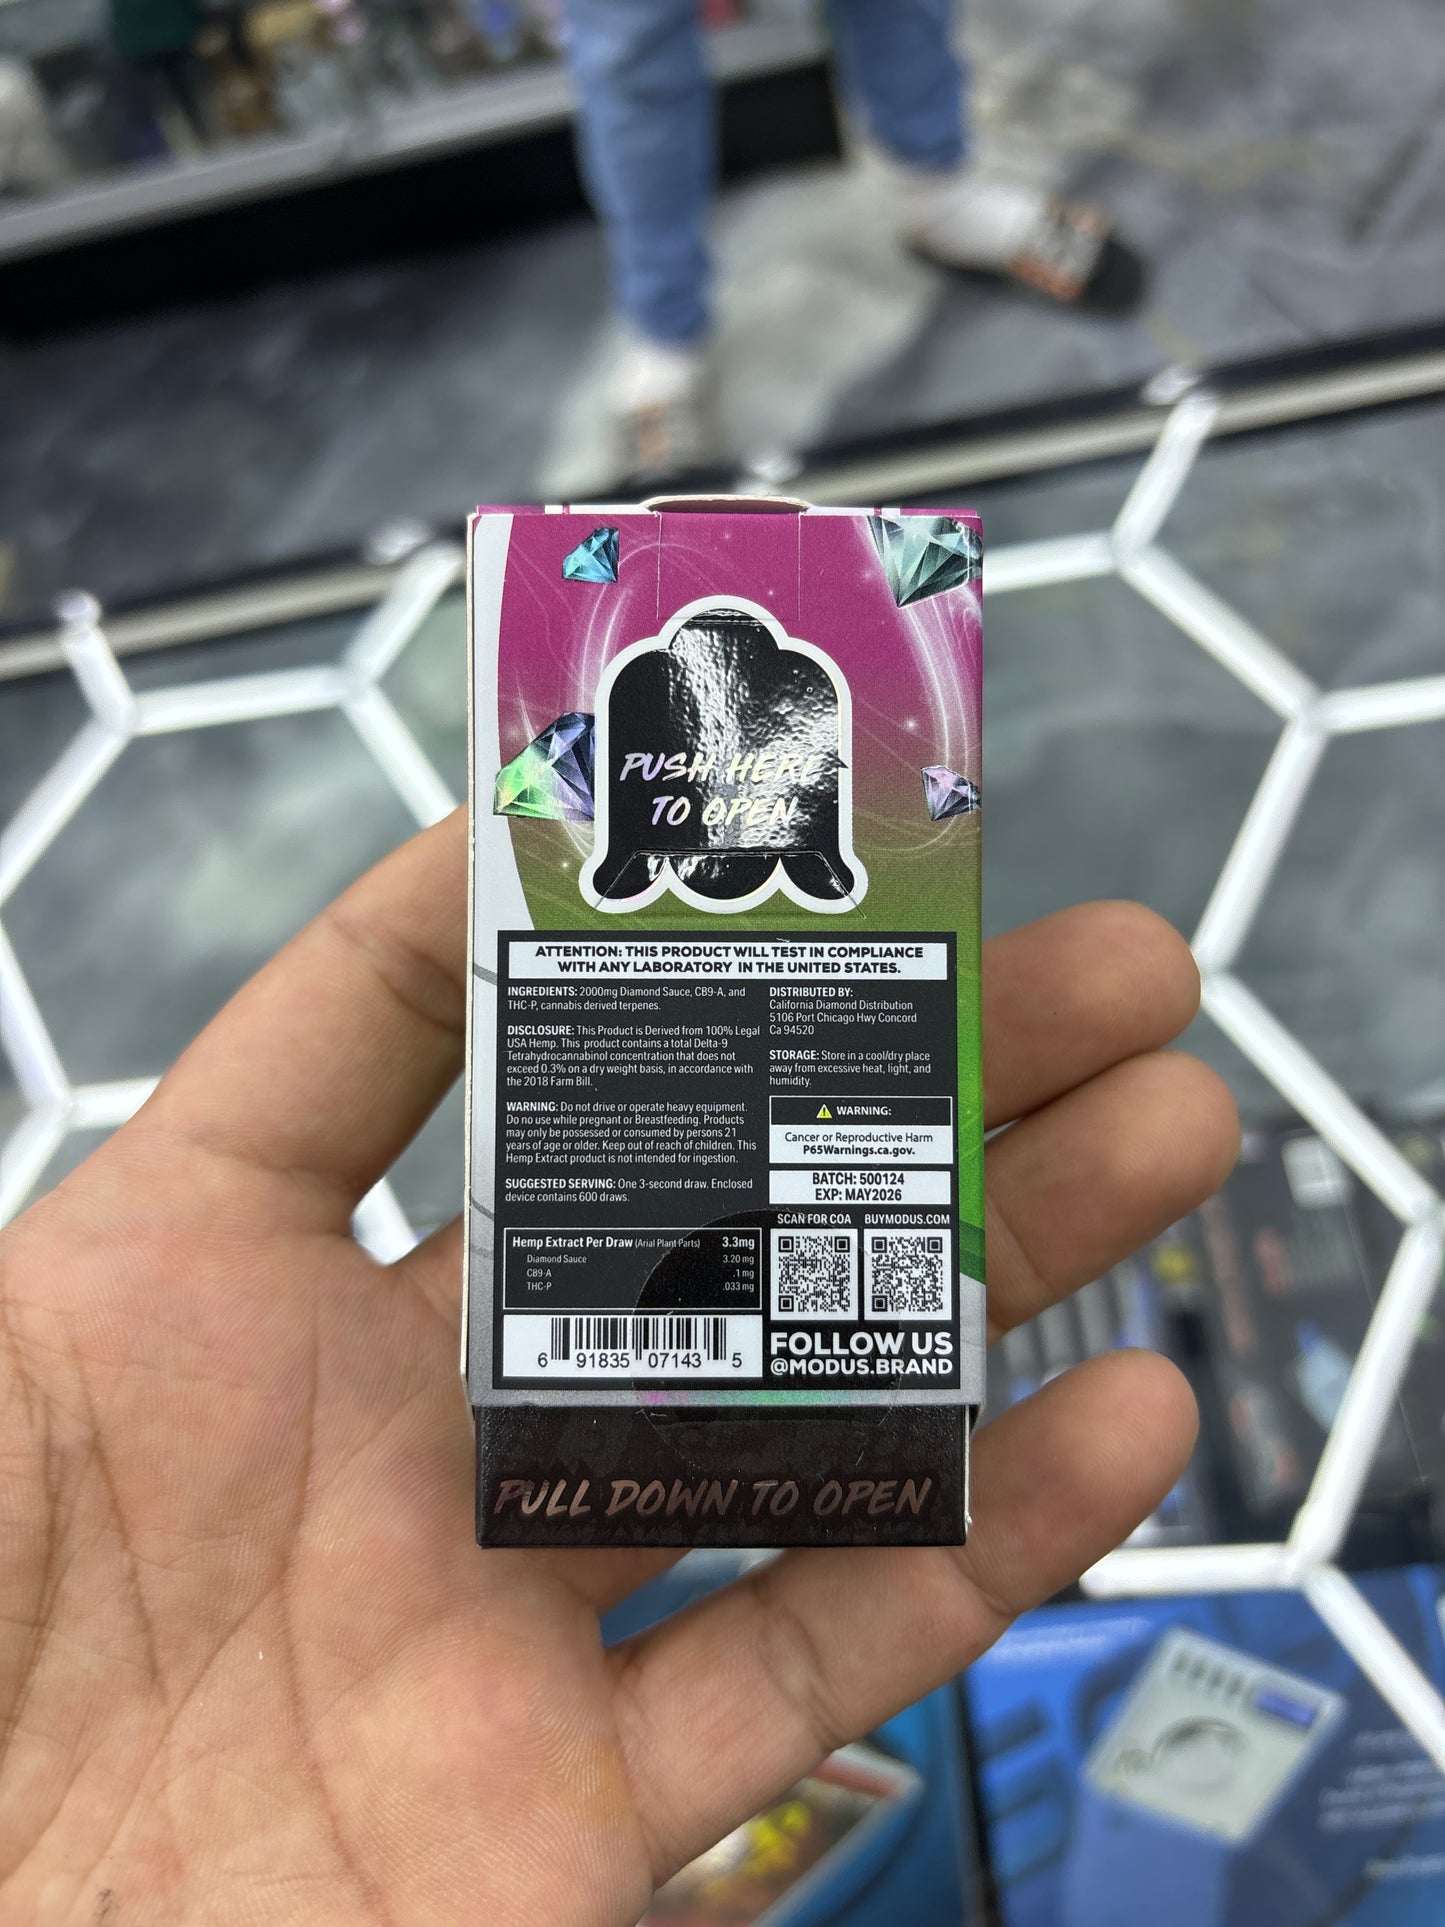 PUSH HERE
TO OPEN
ATTENTION: THIS PRODUCT WILL TEST IN COMPLIANCE
WITH ANY LABORATORY IN THE UNITED STATES.
INGREDIENTS: 2000mg Diamond Sauce, CB9-A, and
THC-P, cannabis derived terpenes.
DISCLOSURE: This Product is Derived from 100% Legal
USA Hemp. This product contains a total Delta-9
Tetrahydrocannabinol concentration that does not
exceed 0.3% on a dry weight basis, in accordance with
the 2018 Farm Bill.
WARNING: Do not drive or operate heavy equipment.
Do no use while pregnant or Breastfeeding. Products
may only be possessed or consumed by persons 21
years of age or older. Keep out of reach of children. This
Hemp Extract product is not intended for ingestion.
SUGGESTED SERVING: One 3-second draw. Enclosed
device contains 600 draws.
Hemp Extract Per Draw (Arial Plant Parts) 3.3mg
Diamond Sauce 3.20 mg
CB9-A .1 mg
THC-P .033 mg
6 91835 07143 5
DISTRIBUTED BY:
California Diamond Distribution
5106 Port Chicago Hwy Concord
Ca 94520
STORAGE: Store in a cool/dry place
away from excessive heat, light, and
humidity.
WARNING:
Cancer or Reproductive Harm
P65Warnings.ca.gov.
BATCH: 500124
EXP: MAY2026
SCAN FOR COA BUYMODUS.COM
FOLLOW US
@MODUS.BRAND
PULL DOWN TO OPEN